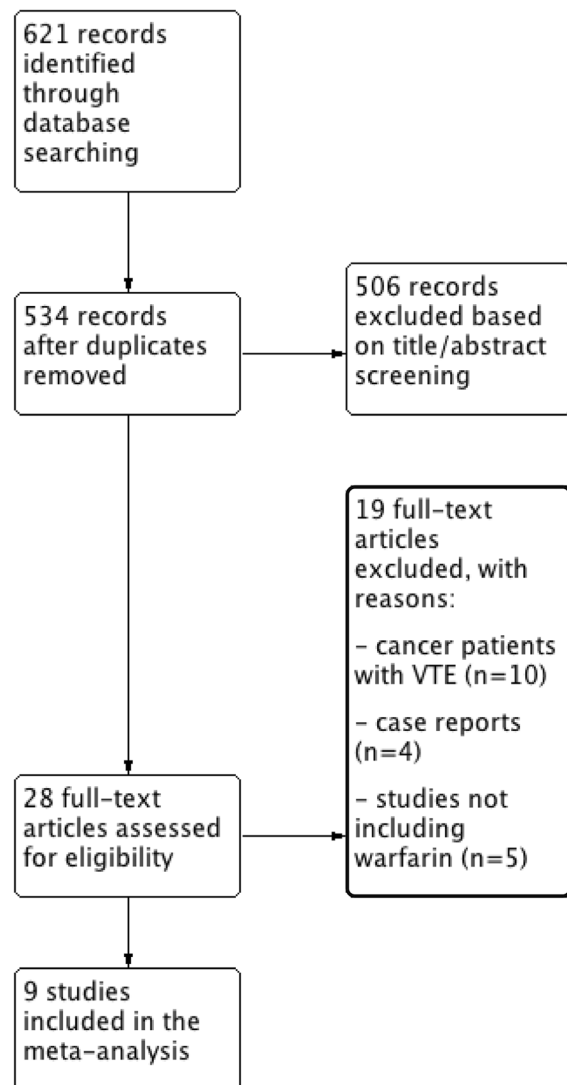 621 records
identified
through
database
searching
534 records
after duplicates
removed
506 records
excluded based
on title/abstract
screening
19 full-text
articles
excluded, with
reasons:
- cancer patients
with VTE (n=10)
- case reports
(n=4)
- studies not
including
warfarin (n=5)
28 full-text
articles assessed
for eligibility
9 studies
included in the
meta-analysis